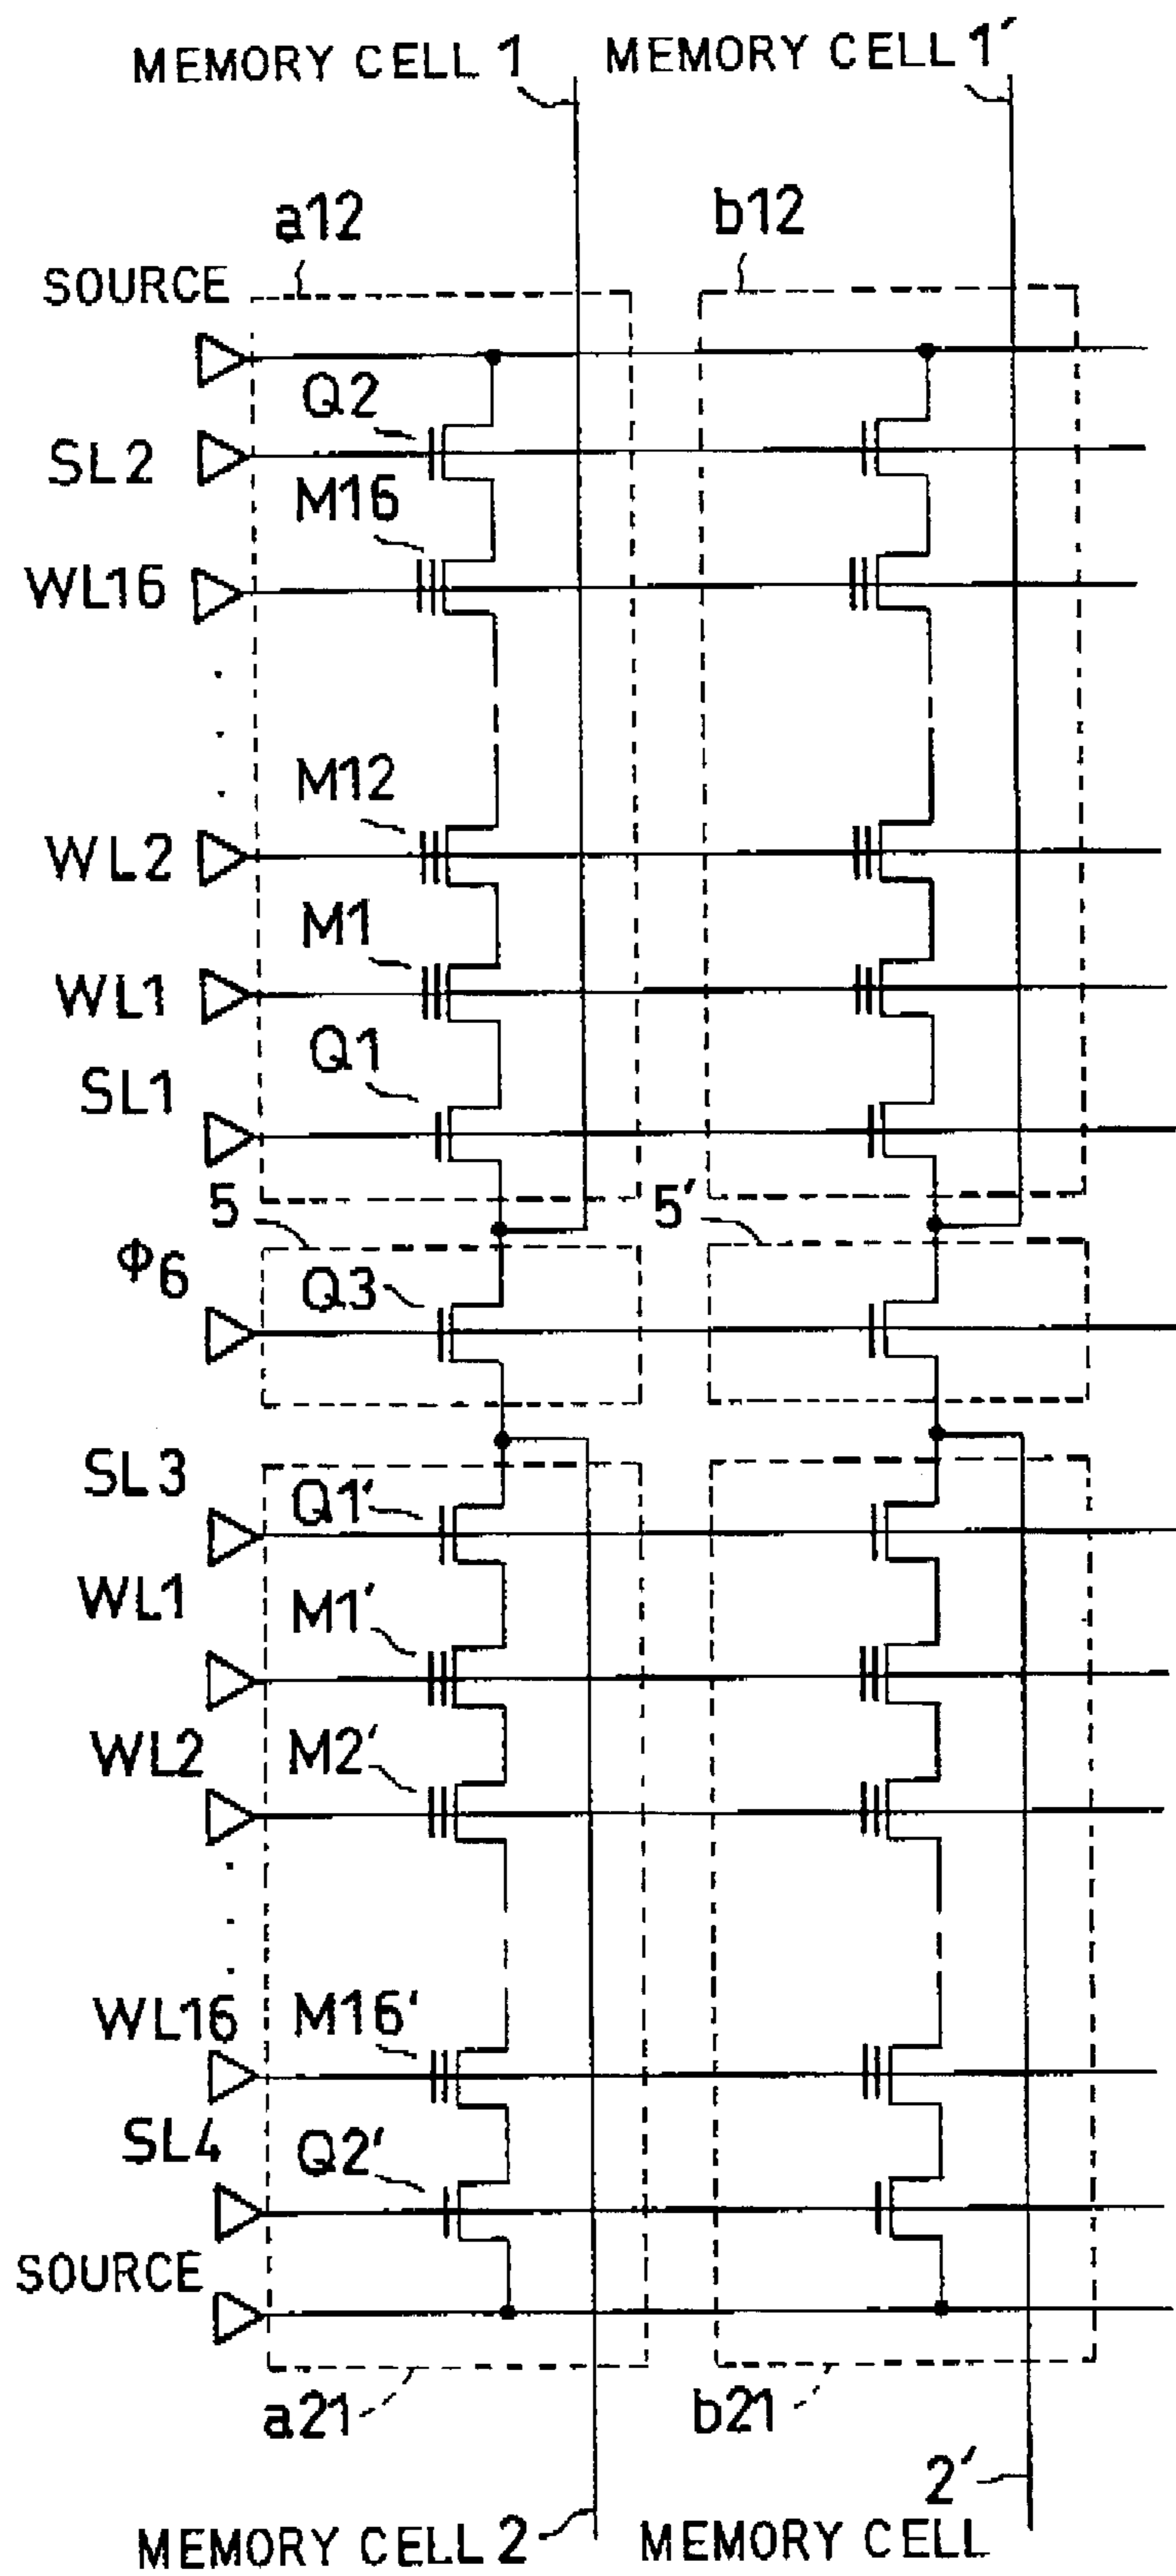 MEMORY CELL 1
MEMORY CELL 1′
a12
b12
SOURCE
Q2
SL2
M16
WL16
M12
WL2
M1
WL1
Q1
SL1
5
5′
Φ6
Q3
SL3
Q1′
WL1
M1′
WL2
M2′
WL16
M16′
SL4
Q2′
SOURCE
a21
b21
2′
MEMORY CELL 2
MEMORY CELL